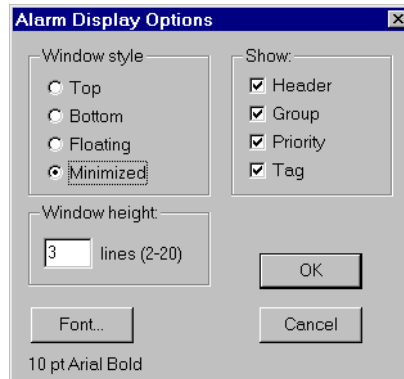 Alarm Display Options
Window style
Top
Bottom
Floating
Minimized
Show:
Header
Group
Priority
Tag
Window height:
3 lines (2-20)
OK
Font...
Cancel
10 pt Arial Bold